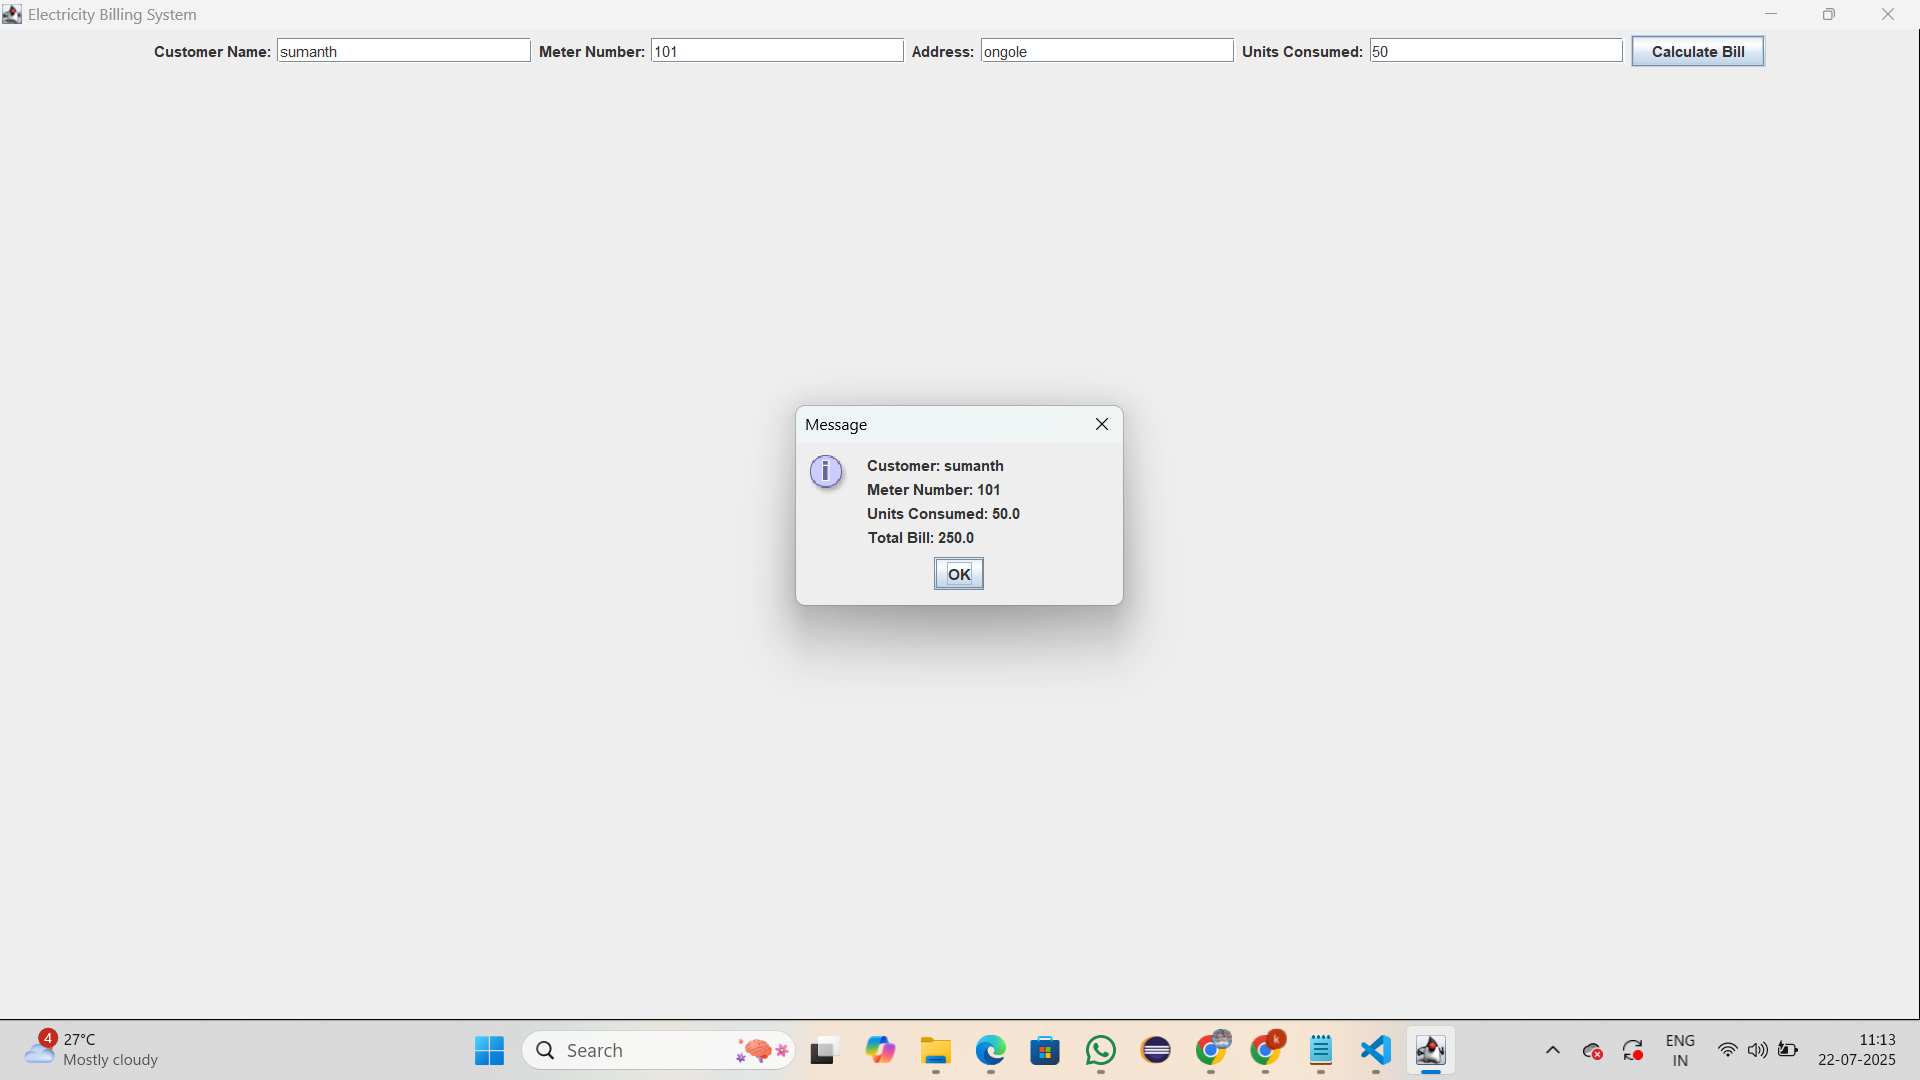 Electricity Billing System
Customer Name: sumanth Meter Number: 101 Address: ongole Units Consumed: 50 Calculate Bill
Message
Customer: sumanth
Meter Number: 101
Units Consumed: 50.0
Total Bill: 250.0
OK
4
27°C
Mostly cloudy
Search
k
ENG
IN
11:13
22-07-2025